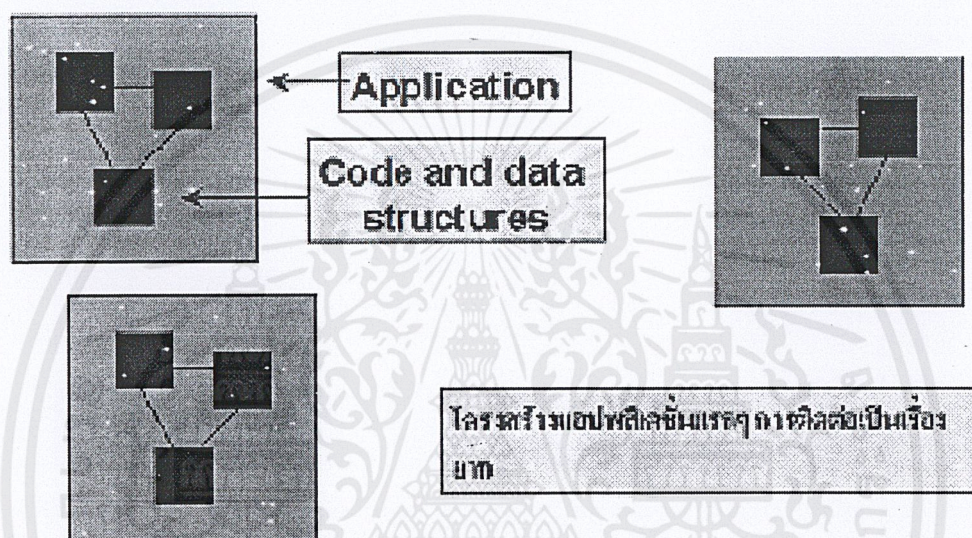 Application
Code and data
structures
โครงสร้างแอปพลิเคชั่นแรกๆ การติดต่อเป็นเรื่อง
ยาก